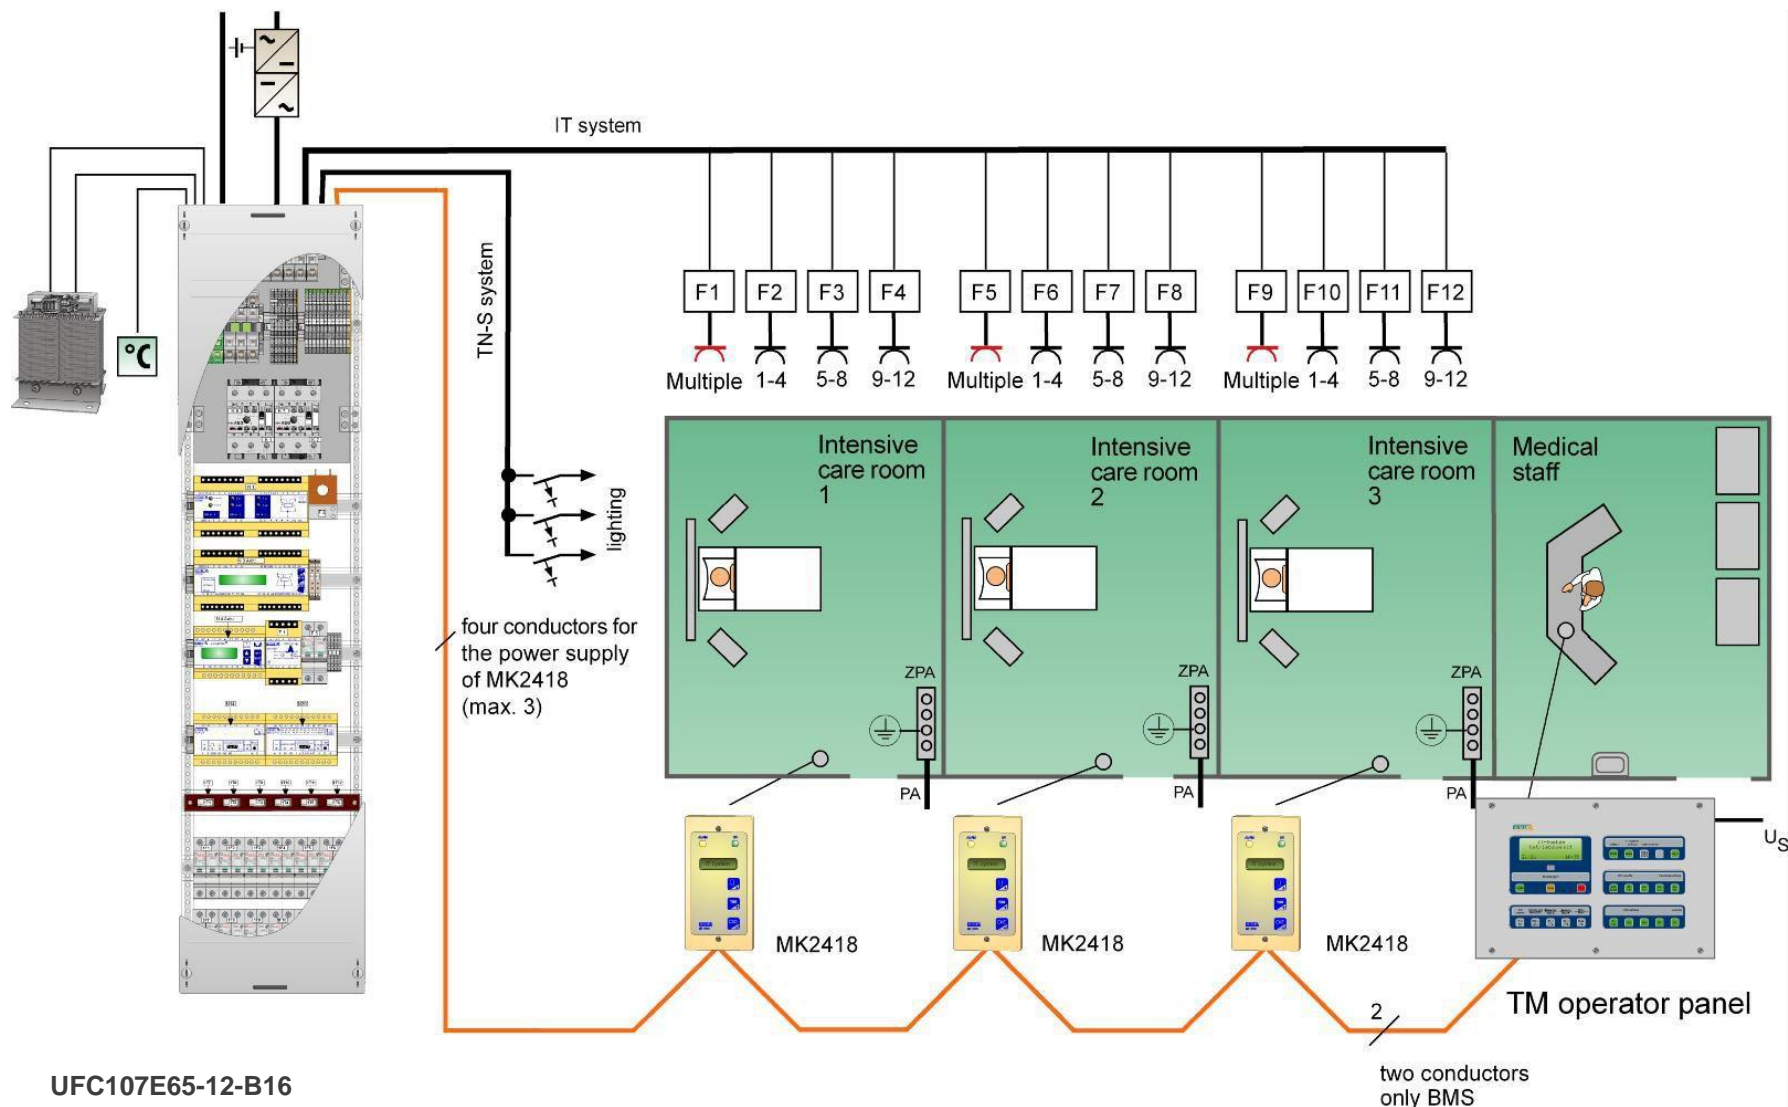 IT system
TN-S system
°C
F1 F2 F3 F4 F5 F6 F7 F8 F9 F10 F11 F12
Multiple 1-4 5-8 9-12 Multiple 1-4 5-8 9-12 Multiple 1-4 5-8 9-12
lighting
four conductors for
the power supply
of MK2418
(max. 3)
Intensive
care room
1
Intensive
care room
2
Intensive
care room
3
Medical
staff
ZPA
ZPA
ZPA
PA
PA
PA
US
MK2418
MK2418
MK2418
TM operator panel
2
two conductors
only BMS
UFC107E65-12-B16